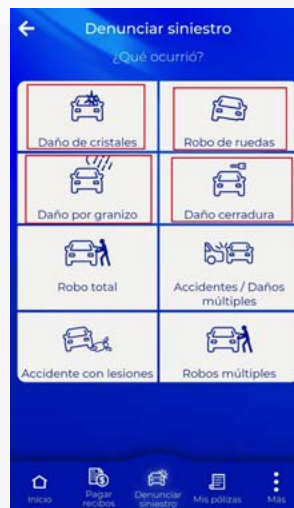 Denunciar siniestro
¿Qué ocurrió?
Daño de cristales
Robo de ruedas
Daño por granizo
Daño cerradura
Robo total
Accidentes / Daños
múltiples
Accidente con lesiones
Robos múltiples
Inicio
Pagar
recibos
Denunciar
siniestro
Mis pólizas
Más